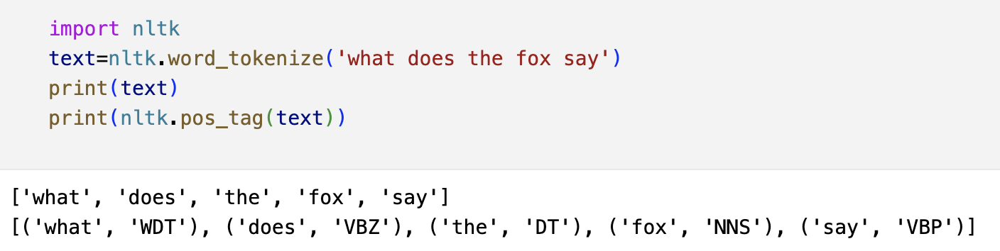 import nltk
text=nltk.word_tokenize('what does the fox say')
print(text)
print(nltk.pos_tag(text))
['what', 'does', 'the', 'fox', 'say']
[('what', 'WDT'), ('does', 'VBZ'), ('the', 'DT'), ('fox', 'NNS'), ('say', 'VBP')]